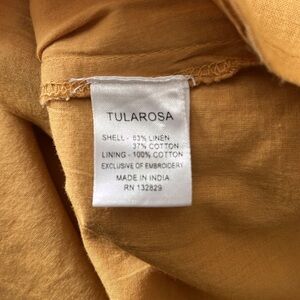 TULAROSA
SHELL - 63% LINEN
37% COTTON
LINING - 100% COTTON
EXCLUSIVE OF EMBROIDERY
MADE IN INDIA
RN 132829